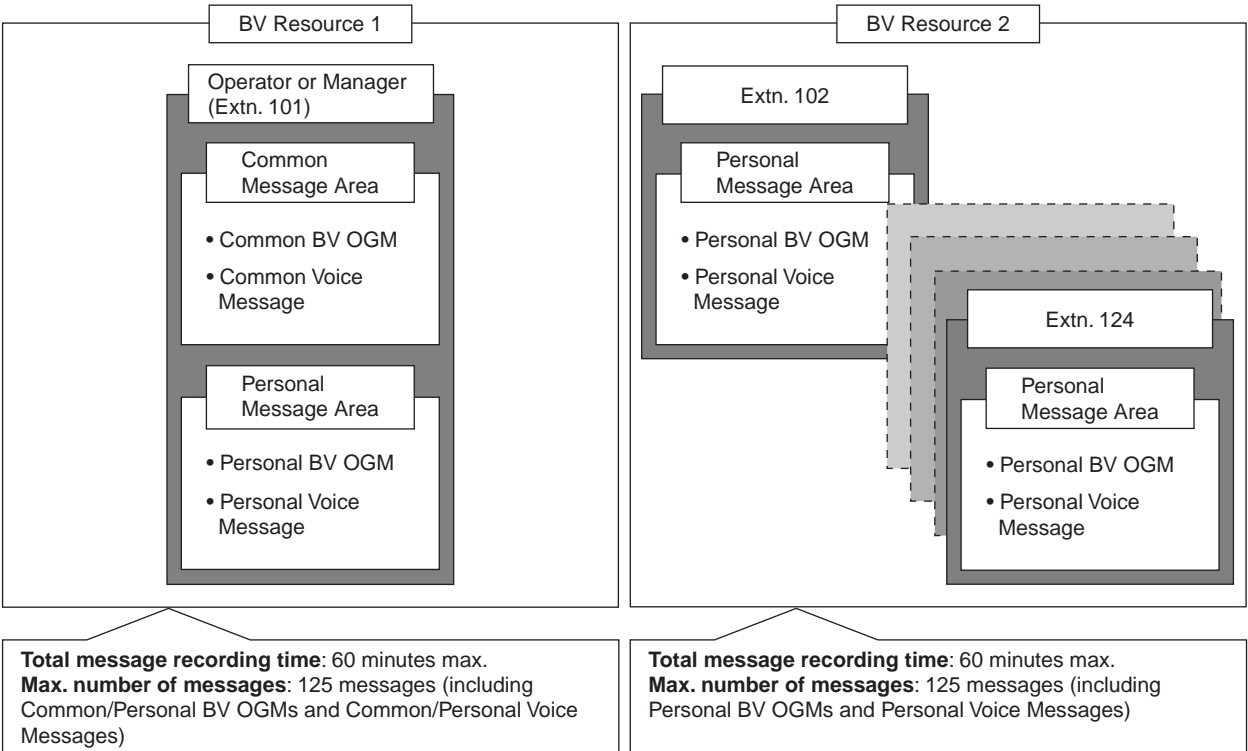 BV Resource 1
Operator or Manager
(Extn. 101)
Common
Message Area
• Common BV OGM
• Common Voice
Message
Personal
Message Area
• Personal BV OGM
• Personal Voice
Message
Total message recording time: 60 minutes max.
Max. number of messages: 125 messages (including
Common/Personal BV OGMs and Common/Personal Voice
Messages)
BV Resource 2
Extn. 102
Personal
Message Area
• Personal BV OGM
• Personal Voice
Message
Extn. 124
Personal
Message Area
• Personal BV OGM
• Personal Voice
Message
Total message recording time: 60 minutes max.
Max. number of messages: 125 messages (including
Personal BV OGMs and Personal Voice Messages)